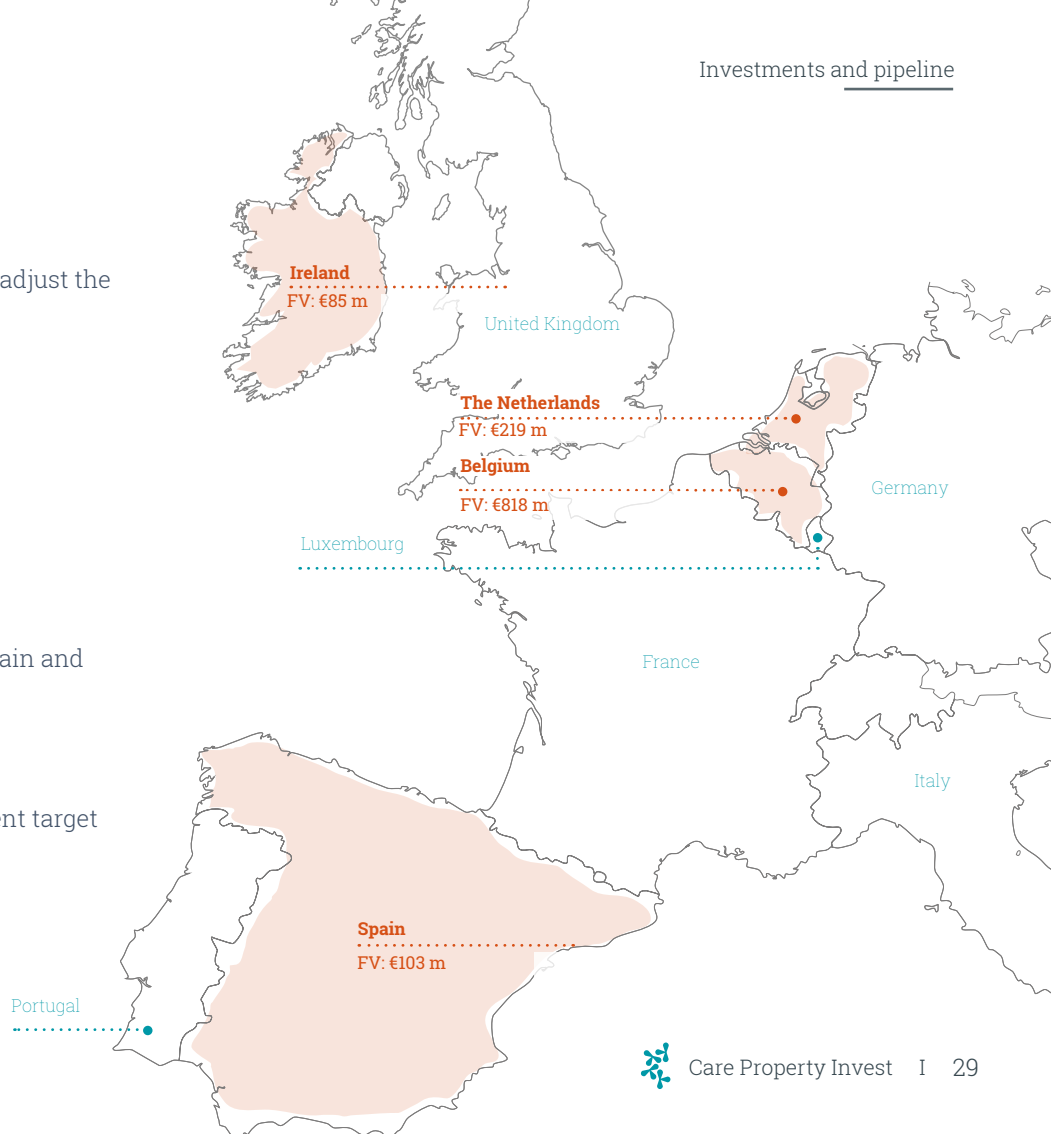 Investments and pipeline
adjust the
Ireland
FV: €85 m
United Kingdom
The Netherlands
FV: €219 m
Belgium
FV: €818 m
Germany
Luxembourg
ain and
France
Italy
nt target
Spain
FV: €103 m
Portugal
Care Property Invest I 29